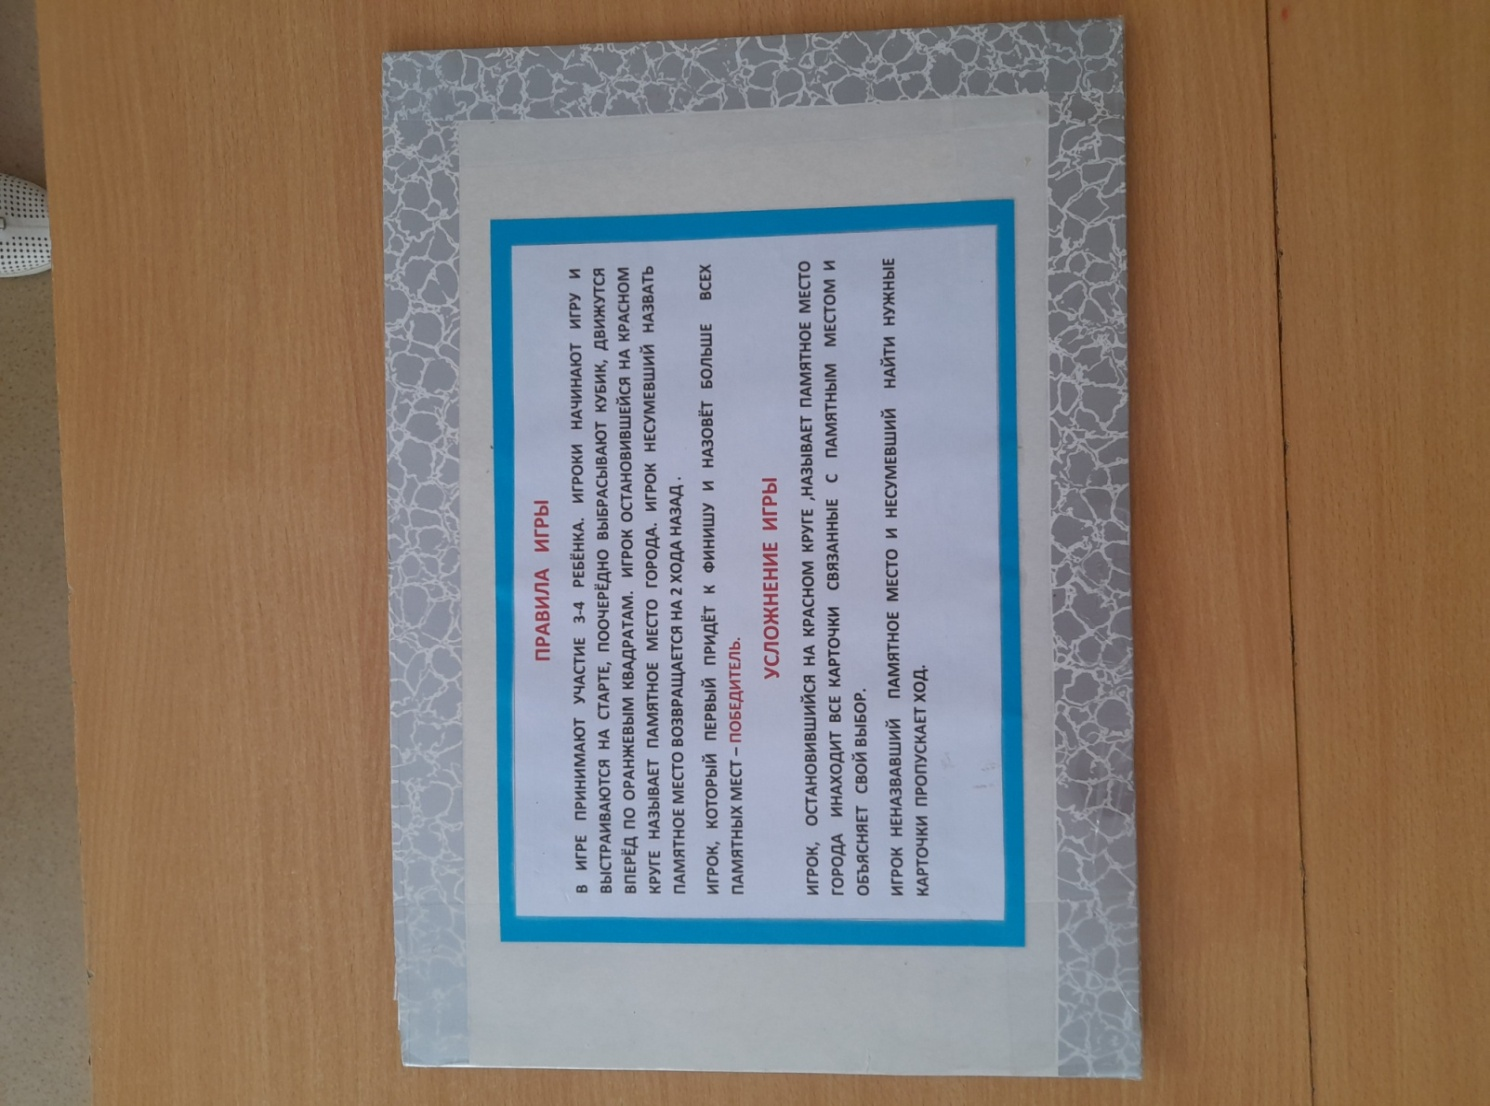 ПРАВИЛА ИГРЫ
В ИГРЕ ПРИНИМАЮТ УЧАСТИЕ 3-4 РЕБЁНКА. ИГРОКИ НАЧИНАЮТ ИГРУ И
ВЫСТРАИВАЮТСЯ НА СТАРТЕ, ПООЧЕРЁДНО ВЫБРАСЫВАЮТ КУБИК, ДВИЖУТСЯ
ВПЕРЁД ПО ОРАНЖЕВЫМ КВАДРАТАМ. ИГРОК ОСТАНОВИВШЕЙСЯ НА КРАСНОМ
КРУГЕ НАЗЫВАЕТ ПАМЯТНОЕ МЕСТО ГОРОДА. ИГРОК НЕСУМЕВШИЙ НАЗВАТЬ
ПАМЯТНОЕ МЕСТО ВОЗВРАЩАЕТСЯ НА 2 ХОДА НАЗАД .
ИГРОК, КОТОРЫЙ ПЕРВЫЙ ПРИДЁТ К ФИНИШУ И НАЗОВЁТ БОЛЬШЕ ВСЕХ
ПАМЯТНЫХ МЕСТ – ПОБЕДИТЕЛЬ.
УСЛОЖНЕНИЕ ИГРЫ
ИГРОК, ОСТАНОВИВШИЙСЯ НА КРАСНОМ КРУГЕ ,НАЗЫВАЕТ ПАМЯТНОЕ МЕСТО
ГОРОДА ИНАХОДИТ ВСЕ КАРТОЧКИ СВЯЗАННЫЕ С ПАМЯТНЫМ МЕСТОМ И
ОБЪЯСНЯЕТ СВОЙ ВЫБОР.
ИГРОК НЕНАЗВАВШИЙ ПАМЯТНОЕ МЕСТО И НЕСУМЕВШИЙ НАЙТИ НУЖНЫЕ
КАРТОЧКИ ПРОПУСКАЕТ ХОД.